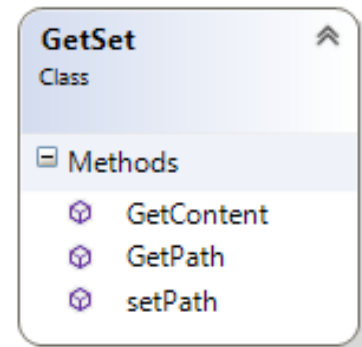 GetSet
Class
Methods
GetContent
GetPath
setPath